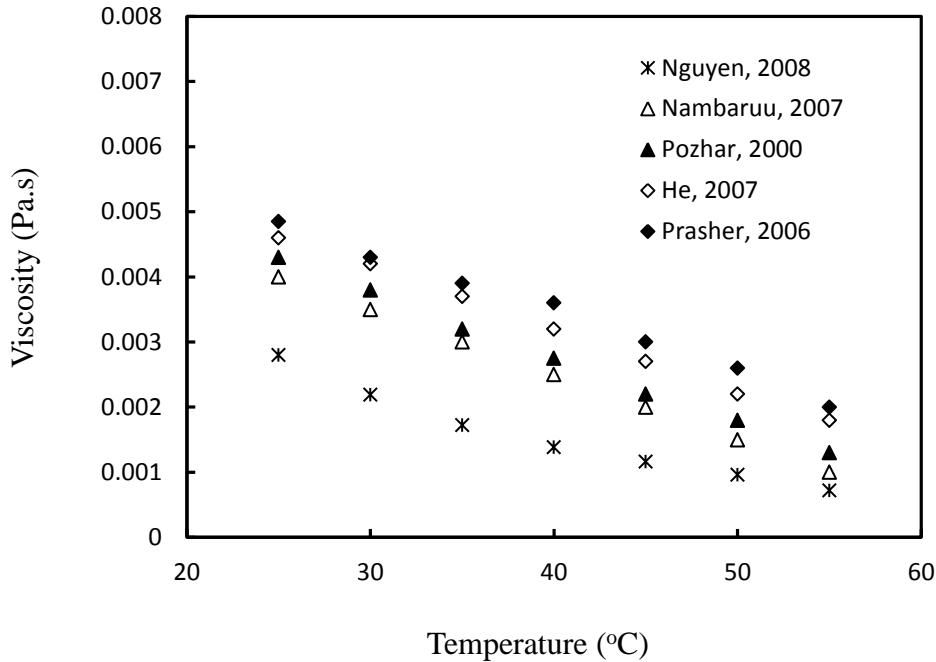 0.008
0.007
0.006
0.005
0.004
0.003
0.002
0.001
0
Viscosity (Pa.s)
Nguyen, 2008
Nambaruu, 2007
Pozhar, 2000
He, 2007
Prasher, 2006
20 30 40 50 60
Temperature (°C)